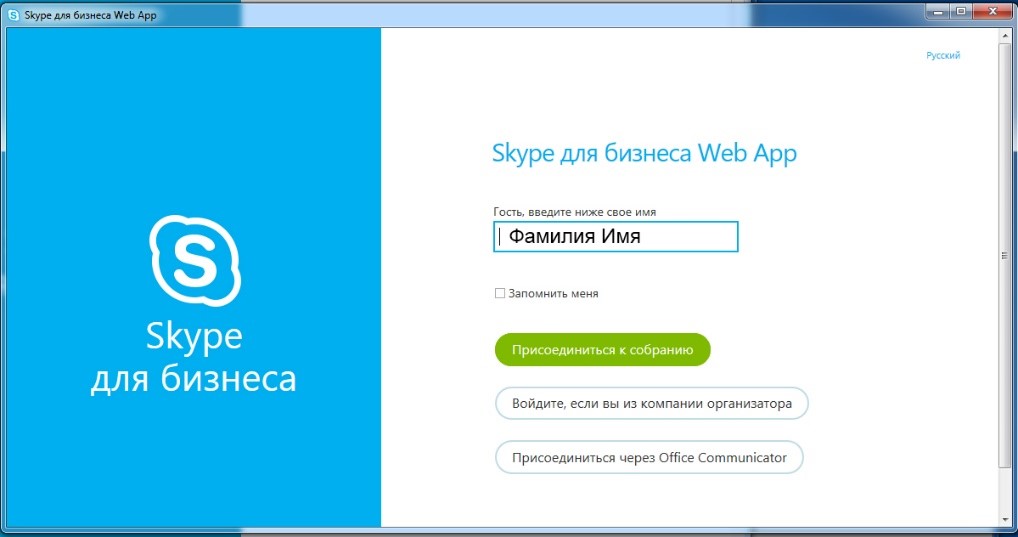 Skype для бизнеса Web App
Русский
Skype для бизнеса Web App
Гость, введите ниже свое имя
Фамилия Имя
Запомнить меня
Присоединиться к собранию
Войдите, если вы из компании организатора
Присоединиться через Office Communicator
Skype
для бизнеса